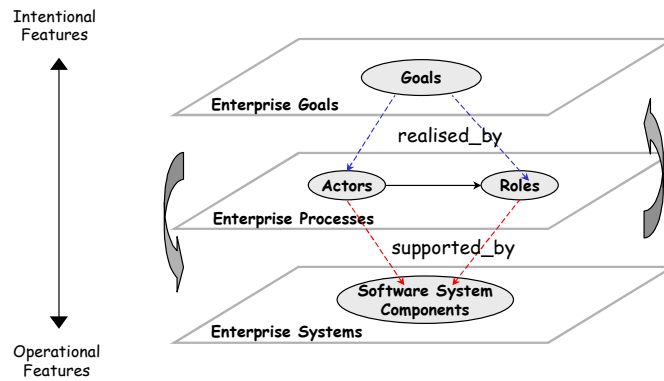 Intentional
Features
Goals
Enterprise Goals
realised_by
Actors
Roles
Enterprise Processes
supported_by
Software System
Components
Enterprise Systems
Operational
Features